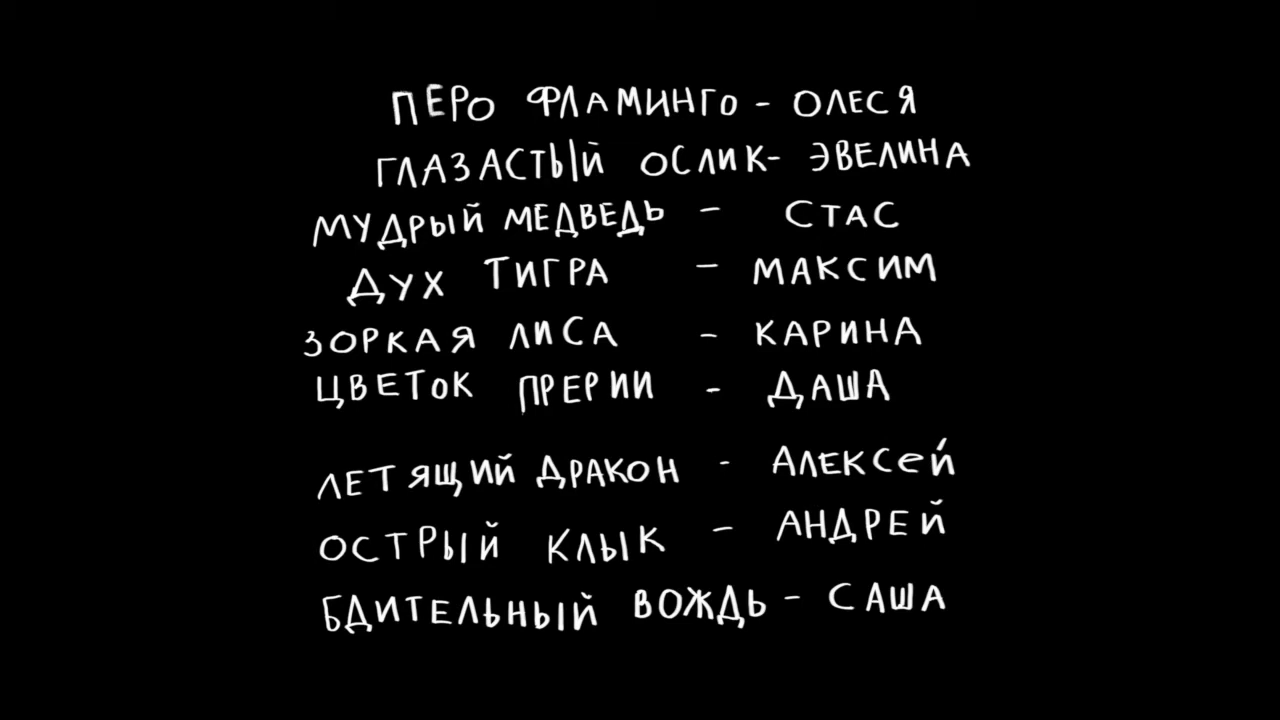 ПЕРО ФЛАМИНГО - ОЛЕСЯ
ГЛАЗАСТЫЙ ОСЛИК- ЭВЕЛИНА
МУДРЫЙ МЕДВЕДЬ - СТАС
ДУХ ТИГРА - МАКСИМ
ЗОРКАЯ ЛИСА - КАРИНА
ЦВЕТОК ПРЕРИИ - ДАША
ЛЕТЯЩИЙ ДРАКОН - АЛЕКСЕЙ
ОСТРЫЙ КЛЫК - АНДРЕЙ
БДИТЕЛЬНЫЙ ВОЖДЬ - САША